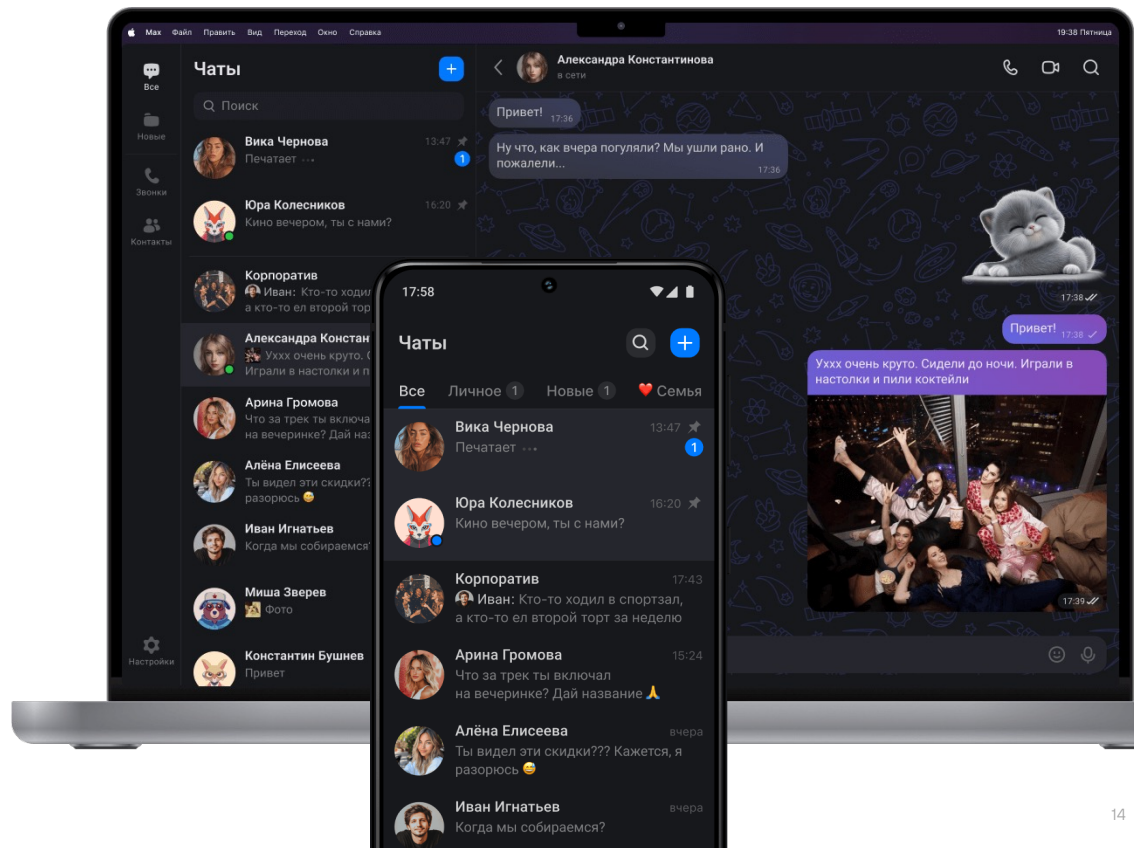 Max Файл Править Вид Переход Окно Справка
19:38 Пятница
Все
Новые
Звонки
Контакты
Настройки
Чаты
Поиск
Вика Чернова 13:47
Печатает
1
Юра Колесников 16:20
Кино вечером, ты с нами?
Корпоратив
Иван: Кто-то ходил
а кто-то ел второй тор
Александра Констан
Уххх очень круто. С
Играли в настолки и п
Арина Громова
Что за трек ты включа
на вечеринке? Дай наз
Алёна Елисеева
Ты видел эти скидки??
разорюсь 😅
Иван Игнатьев
Когда мы собираемся
Миша Зверев
Фото
Константин Бушнев
Привет
Александра Константинова
в сети
Привет! 17:36
Ну что, как вчера погуляли? Мы ушли рано. И
пожалели...
17:36
17:38
Привет! 17:38
Уххх очень круто. Сидели до ночи. Играли в
настолки и пили коктейли
17:39
17:58
Чаты
Все Личное 1 Новые 1 ❤️ Семья
Вика Чернова 13:47
Печатает 1
Юра Колесников 16:20
Кино вечером, ты с нами?
Корпоратив 17:43
Иван: Кто-то ходил в спортзал,
а кто-то ел второй торт за неделю
Арина Громова 15:24
Что за трек ты включал
на вечеринке? Дай название 🙏
Алёна Елисеева вчера
Ты видел эти скидки??? Кажется, я
разорюсь 😅
Иван Игнатьев вчера
Когда мы собираемся?
14